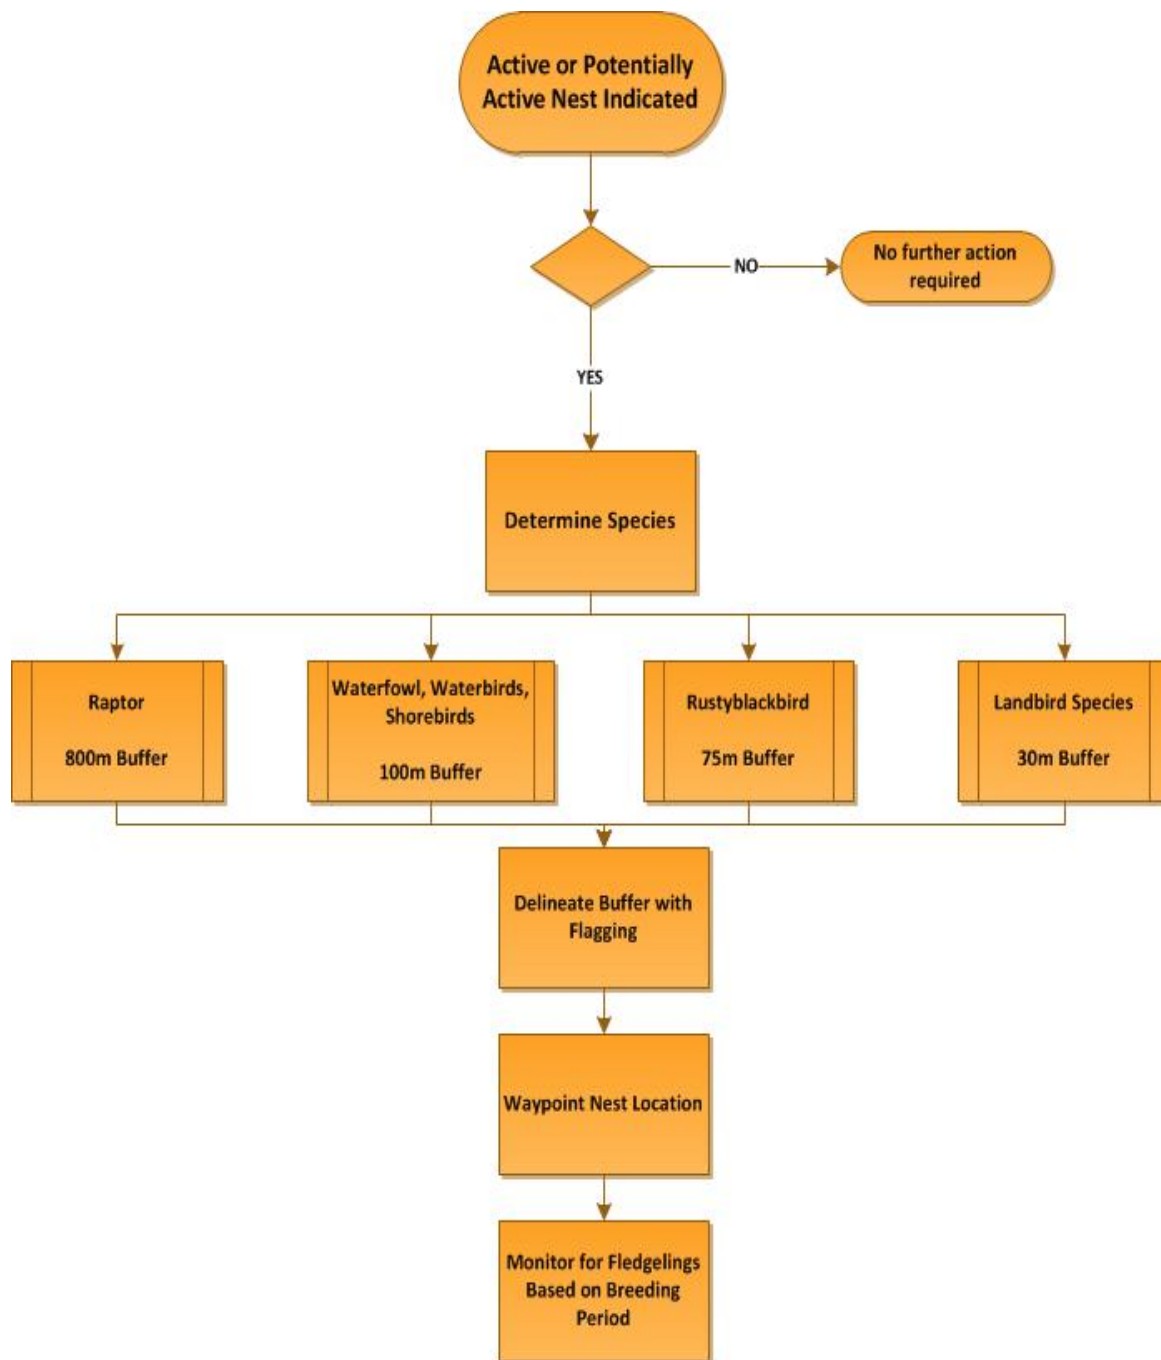 Active or Potentially
Active Nest Indicated
NO
No further action
required
YES
Determine Species
Raptor
800m Buffer
Waterfowl, Waterbirds,
Shorebirds
100m Buffer
Rustyblackbird
75m Buffer
Landbird Species
30m Buffer
Delineate Buffer with
Flagging
Waypoint Nest Location
Monitor for Fledgelings
Based on Breeding
Period